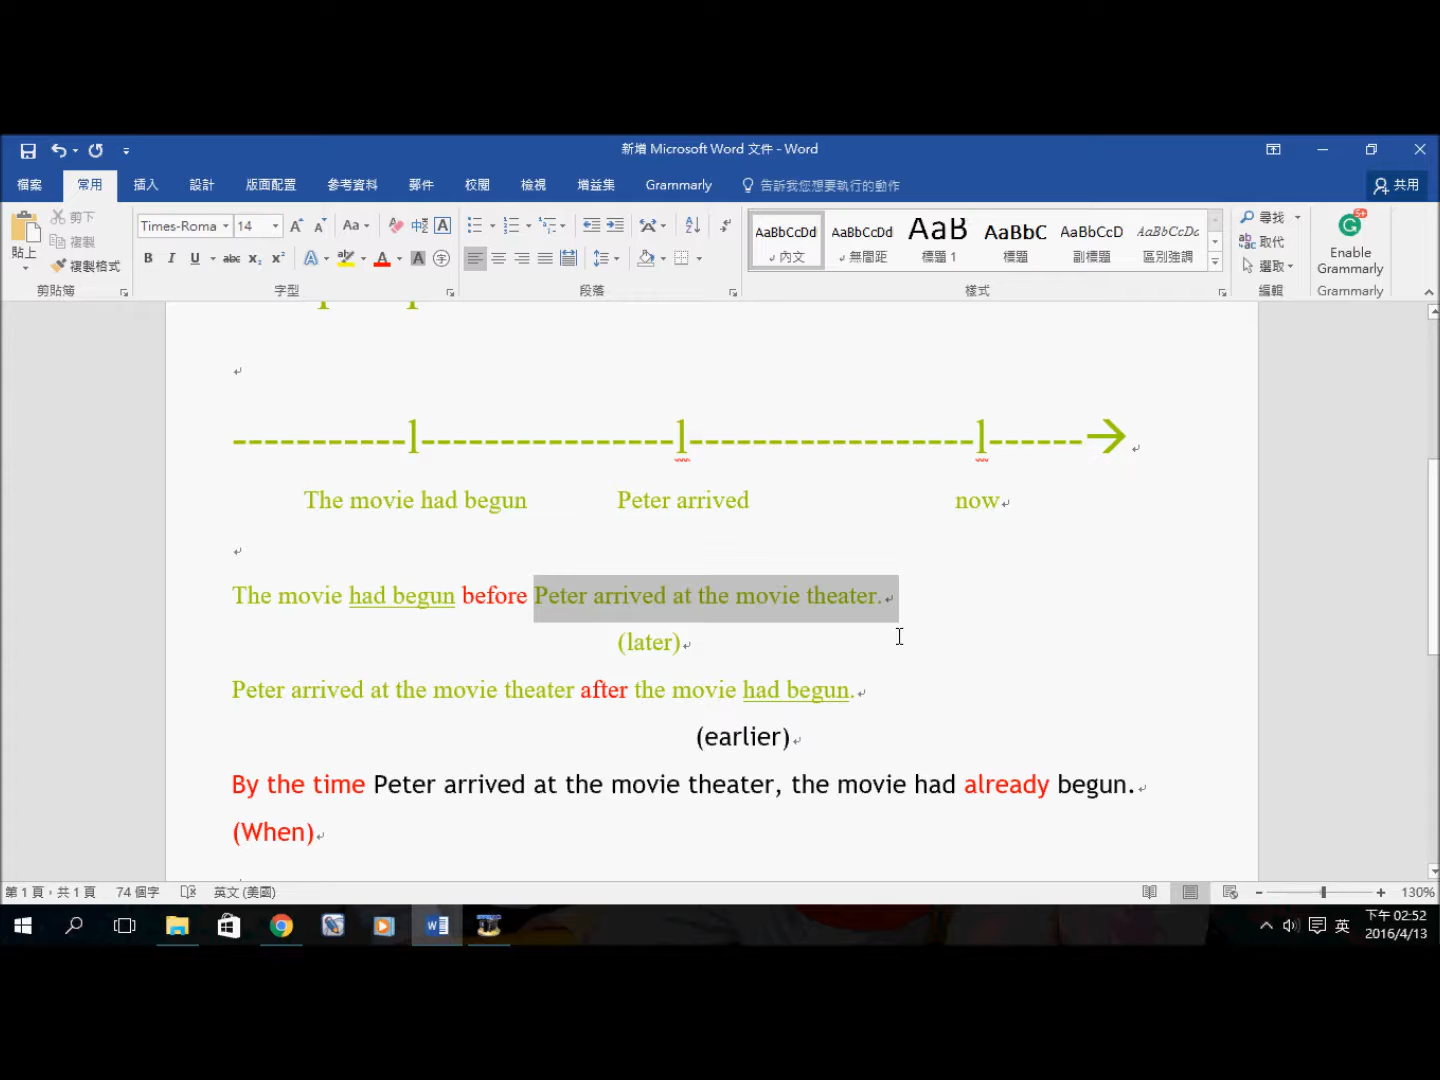 新增 Microsoft Word 文件 - Word
檔案 常用 插入 設計 版面配置 參考資料 郵件 校閱 檢視 增益集 Grammarly 告訴我您想要執行的動作 共用
貼上 剪下 複製 複製格式
剪貼簿
Times-Roma 14
字型
段落
AaBbCcDd 內文
AaBbCcDd 無間距
AaB 標題 1
AaBbC 標題
AaBbCcD 副標題
AaBbCcDc 區別強調
樣式
尋找
取代
選取
編輯
Enable Grammarly
Grammarly
-----------l----------------l------------------l------→
The movie had begun Peter arrived now
The movie had begun before Peter arrived at the movie theater.
(later)
Peter arrived at the movie theater after the movie had begun.
(earlier)
By the time Peter arrived at the movie theater, the movie had already begun.
(When)
第 1 頁，共 1 頁 74 個字 英文 (美國) 130%
英 下午 02:52
2016/4/13